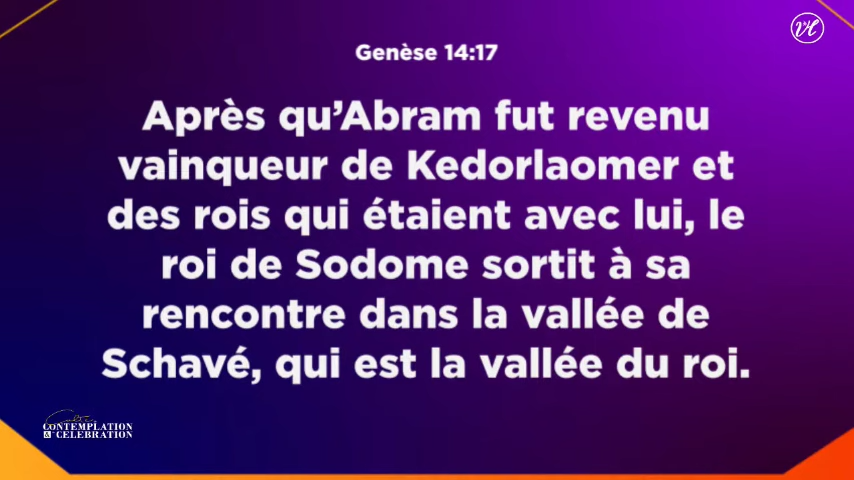 Genèse 14:17
Après qu’Abram fut revenu
vainqueur de Kedorlaomer et
des rois qui étaient avec lui, le
roi de Sodome sortit à sa
rencontre dans la vallée de
Schavé, qui est la vallée du roi.
CONTEMPLATION
& CELEBRATION